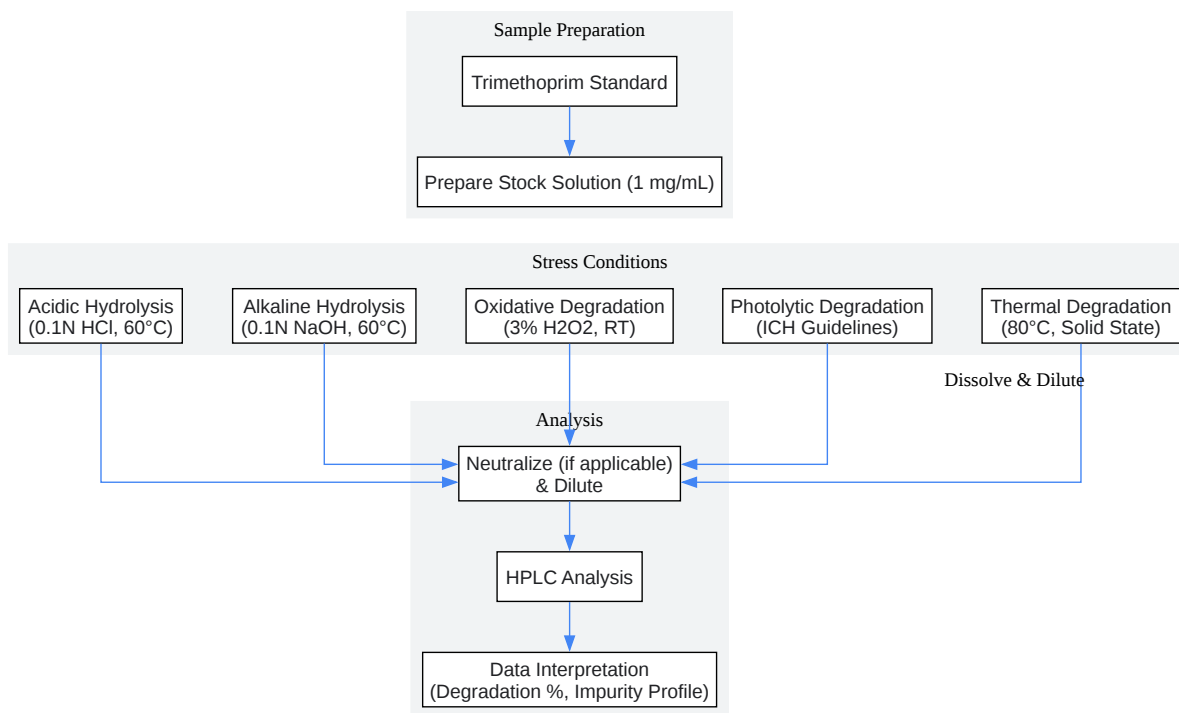 Sample Preparation
Trimethoprim Standard
Prepare Stock Solution (1 mg/mL)
Stress Conditions
Acidic Hydrolysis
(0.1N HCl, 60°C)
Alkaline Hydrolysis
(0.1N NaOH, 60°C)
Oxidative Degradation
(3% H2O2, RT)
Photolytic Degradation
(ICH Guidelines)
Thermal Degradation
(80°C, Solid State)
Dissolve & Dilute
Analysis
Neutralize (if applicable)
& Dilute
HPLC Analysis
Data Interpretation
(Degradation %, Impurity Profile)